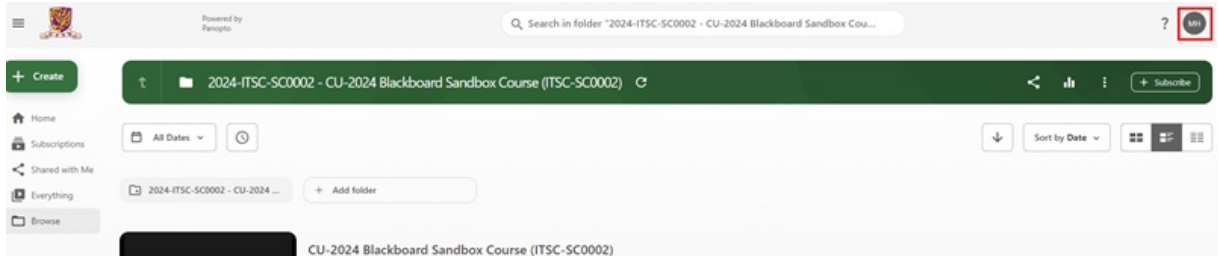 Powered by
Panopto
Search in folder "2024-ITSC-SC0002 - CU-2024 Blackboard Sandbox Cou...
?
MH
+ Create
2024-ITSC-SC0002 - CU-2024 Blackboard Sandbox Course (ITSC-SC0002)
+ Subscribe
Home
Subscriptions
Shared with Me
Everything
Browse
All Dates
Sort by Date
2024-ITSC-SC0002 - CU-2024 ...
+ Add folder
CU-2024 Blackboard Sandbox Course (ITSC-SC0002)